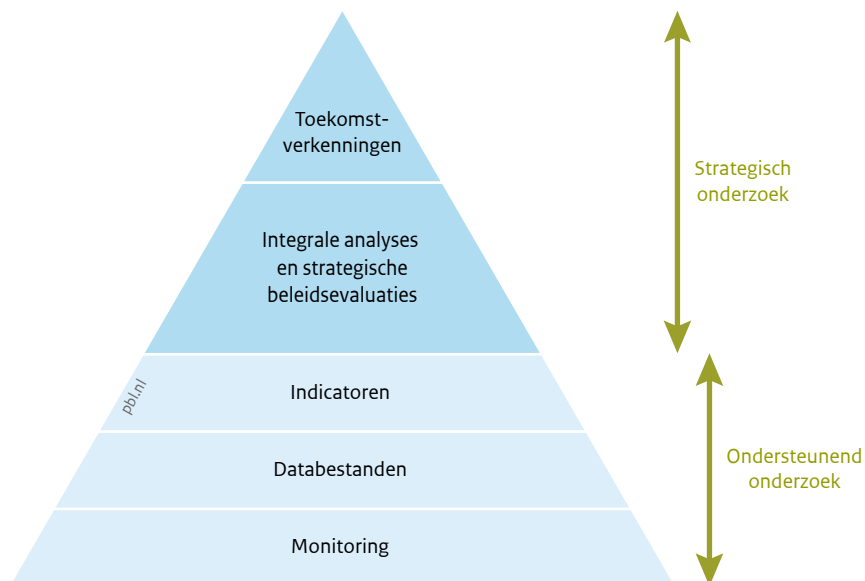 Toekomst-
verkenningen
Strategisch
onderzoek
Integrale analyses
en strategische
beleidsevaluaties
pbl.nl
Indicatoren
Databestanden
Ondersteunend
onderzoek
Monitoring